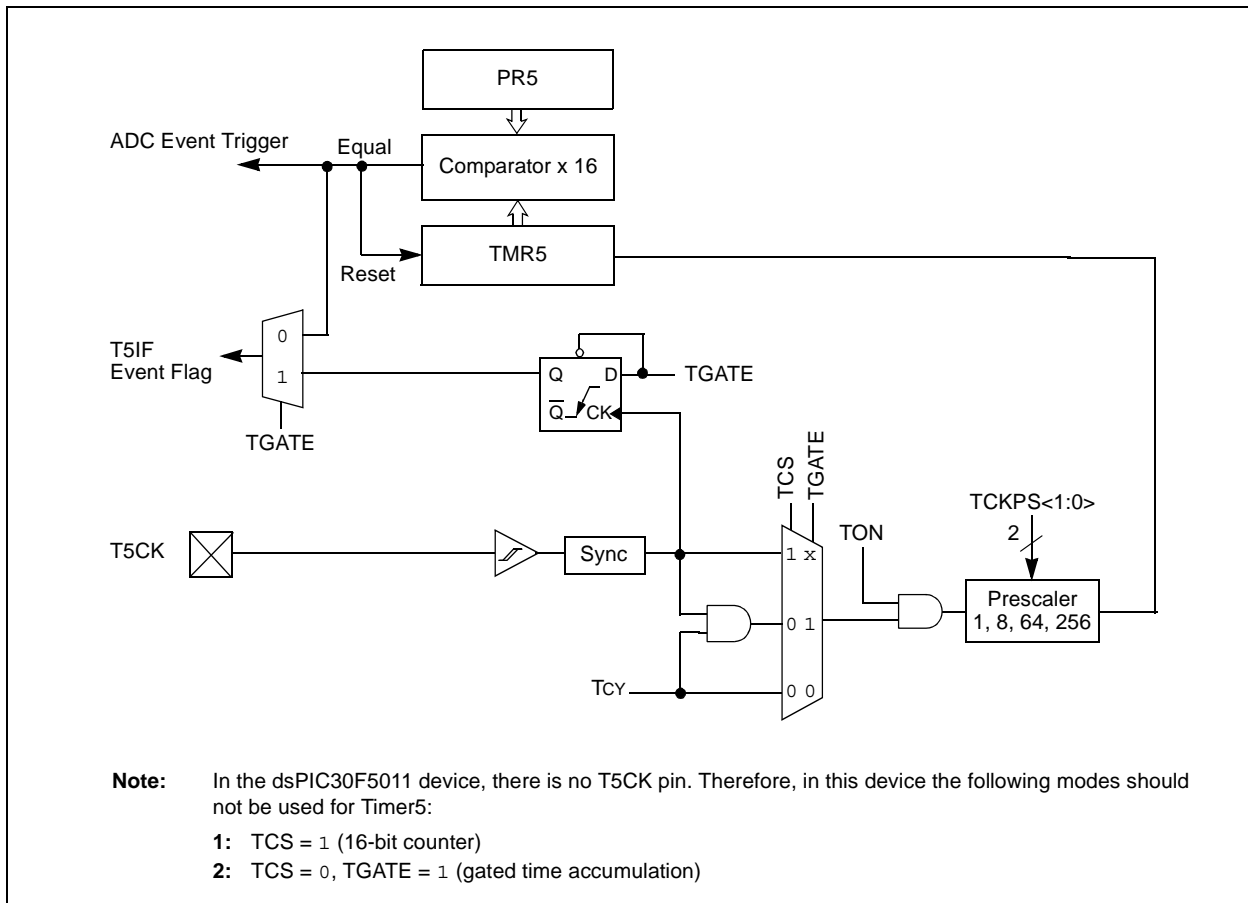 PR5
ADC Event Trigger
Equal
Comparator x 16
TMR5
Reset
0
T5IF
Event Flag
1
TGATE
Q D
Q̅ CK
TGATE
TCS
TGATE
TCKPS<1:0>
2
TON
T5CK
Sync
1 x
Prescaler
1, 8, 64, 256
0 1
TCY
0 0
Note: In the dsPIC30F5011 device, there is no T5CK pin. Therefore, in this device the following modes should
not be used for Timer5:
1: TCS = 1 (16-bit counter)
2: TCS = 0, TGATE = 1 (gated time accumulation)